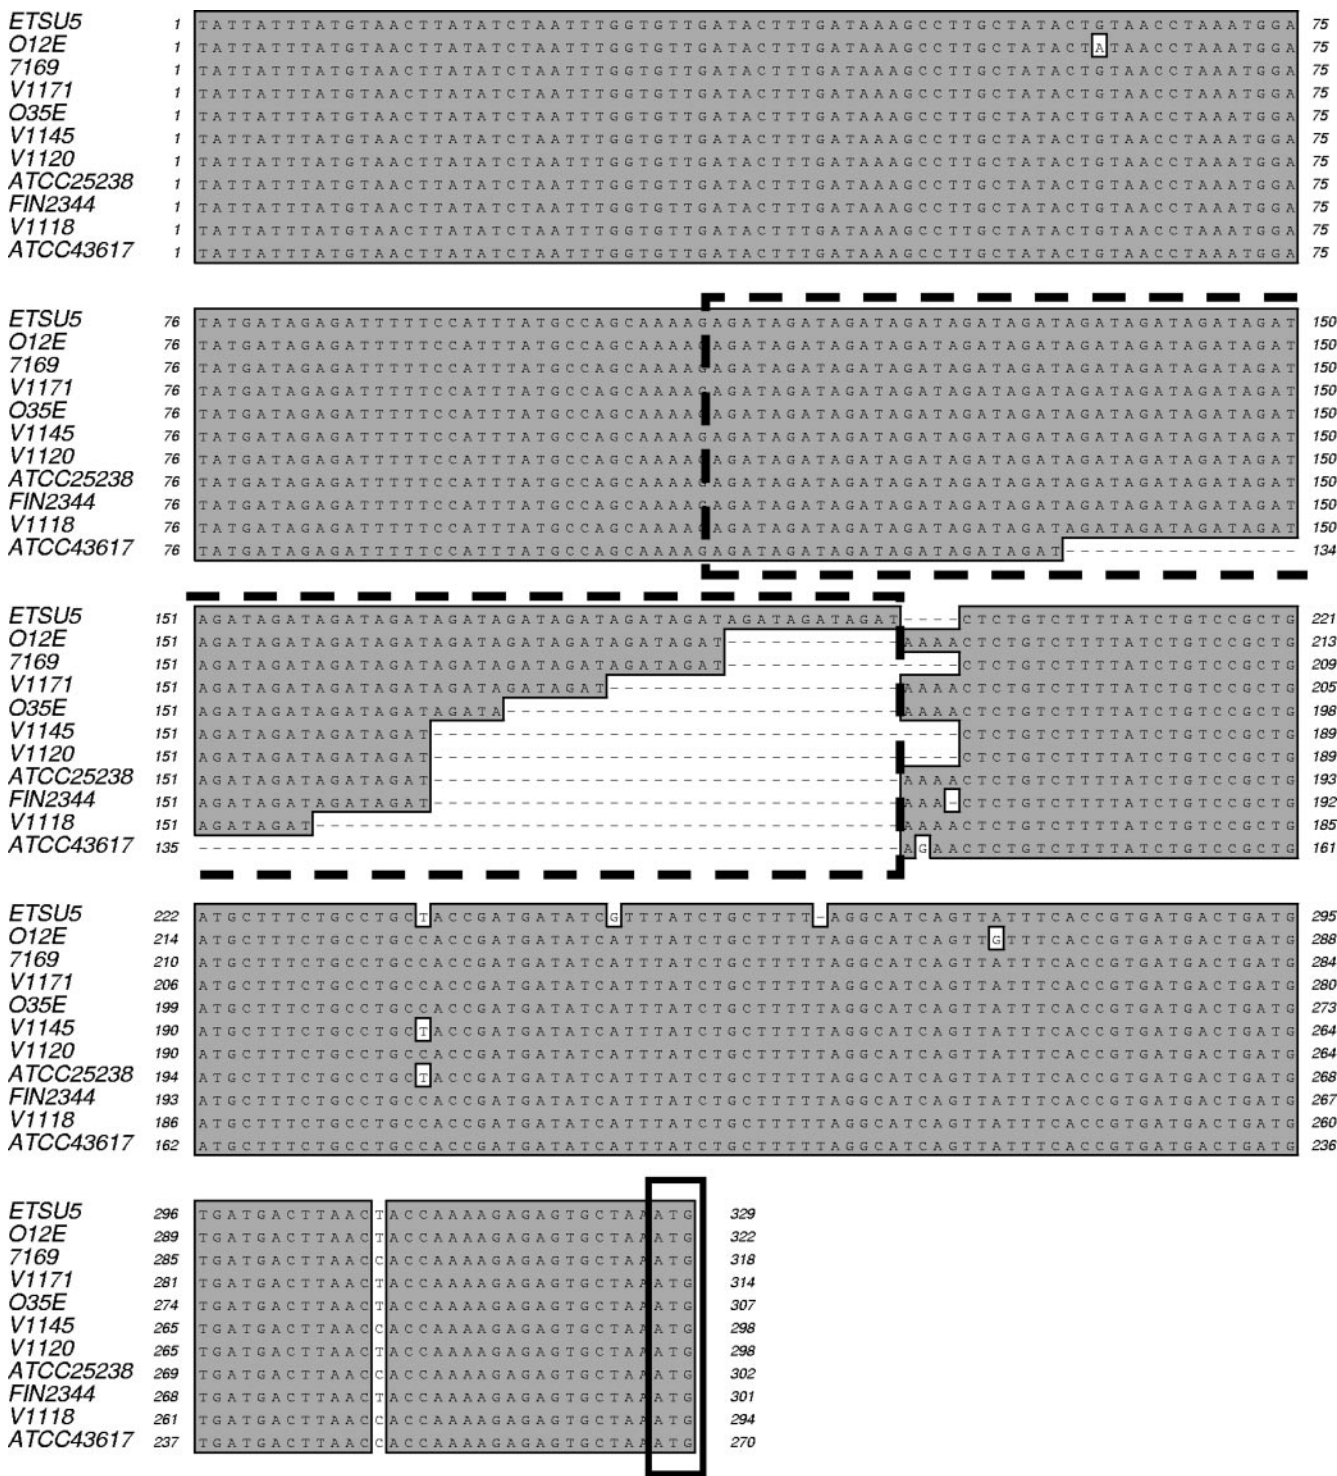 ETSU5 1 TATTATTTATGTAACTTATATCTAATTTGGTGTTGATACTTTGATAAAGCCTTGCTATACTGTAACCTAAATGGA 75
O12E 1 TATTATTTATGTAACTTATATCTAATTTGGTGTTGATACTTTGATAAAGCCTTGCTATACTATAACCTAAATGGA 75
7169 1 TATTATTTATGTAACTTATATCTAATTTGGTGTTGATACTTTGATAAAGCCTTGCTATACTGTAACCTAAATGGA 75
V1171 1 TATTATTTATGTAACTTATATCTAATTTGGTGTTGATACTTTGATAAAGCCTTGCTATACTGTAACCTAAATGGA 75
O35E 1 TATTATTTATGTAACTTATATCTAATTTGGTGTTGATACTTTGATAAAGCCTTGCTATACTGTAACCTAAATGGA 75
V1145 1 TATTATTTATGTAACTTATATCTAATTTGGTGTTGATACTTTGATAAAGCCTTGCTATACTGTAACCTAAATGGA 75
V1120 1 TATTATTTATGTAACTTATATCTAATTTGGTGTTGATACTTTGATAAAGCCTTGCTATACTGTAACCTAAATGGA 75
ATCC25238 1 TATTATTTATGTAACTTATATCTAATTTGGTGTTGATACTTTGATAAAGCCTTGCTATACTGTAACCTAAATGGA 75
FIN2344 1 TATTATTTATGTAACTTATATCTAATTTGGTGTTGATACTTTGATAAAGCCTTGCTATACTGTAACCTAAATGGA 75
V1118 1 TATTATTTATGTAACTTATATCTAATTTGGTGTTGATACTTTGATAAAGCCTTGCTATACTGTAACCTAAATGGA 75
ATCC43617 1 TATTATTTATGTAACTTATATCTAATTTGGTGTTGATACTTTGATAAAGCCTTGCTATACTGTAACCTAAATGGA 75
ETSU5 76 TATGATAGAGATTTTTCCATTTATGCCAGCAAAAGAGATAGATAGATAGATAGATAGATAGATAGATAGATAGAT 150
O12E 76 TATGATAGAGATTTTTCCATTTATGCCAGCAAAAGAGATAGATAGATAGATAGATAGATAGATAGATAGATAGAT 150
7169 76 TATGATAGAGATTTTTCCATTTATGCCAGCAAAAGAGATAGATAGATAGATAGATAGATAGATAGATAGATAGAT 150
V1171 76 TATGATAGAGATTTTTCCATTTATGCCAGCAAAAGAGATAGATAGATAGATAGATAGATAGATAGATAGATAGAT 150
O35E 76 TATGATAGAGATTTTTCCATTTATGCCAGCAAAAGAGATAGATAGATAGATAGATAGATAGATAGATAGATAGAT 150
V1145 76 TATGATAGAGATTTTTCCATTTATGCCAGCAAAAGAGATAGATAGATAGATAGATAGATAGATAGATAGATAGAT 150
V1120 76 TATGATAGAGATTTTTCCATTTATGCCAGCAAAAGAGATAGATAGATAGATAGATAGATAGATAGATAGATAGAT 150
ATCC25238 76 TATGATAGAGATTTTTCCATTTATGCCAGCAAAAGAGATAGATAGATAGATAGATAGATAGATAGATAGATAGAT 150
FIN2344 76 TATGATAGAGATTTTTCCATTTATGCCAGCAAAAGAGATAGATAGATAGATAGATAGATAGATAGATAGATAGAT 150
V1118 76 TATGATAGAGATTTTTCCATTTATGCCAGCAAAAGAGATAGATAGATAGATAGATAGATAGATAGATAGATAGAT 150
ATCC43617 76 TATGATAGAGATTTTTCCATTTATGCCAGCAAAAGAGATAGATAGATAGATAGATAGAT---------------- 134
ETSU5 151 AGATAGATAGATAGATAGATAGATAGATAGATAGATAGATAGATAGAT----CTCTGTCTTTTATCTGTCCGCTG 221
O12E 151 AGATAGATAGATAGATAGATAGATAGATAGATAGAT------------AAAACTCTGTCTTTTATCTGTCCGCTG 213
7169 151 AGATAGATAGATAGATAGATAGATAGATAGATAGAT----------------CTCTGTCTTTTATCTGTCCGCTG 209
V1171 151 AGATAGATAGATAGATAGATAGATAGAT--------------------AAAACTCTGTCTTTTATCTGTCCGCTG 205
O35E 151 AGATAGATAGATAGATAGATA---------------------------AAAACTCTGTCTTTTATCTGTCCGCTG 198
V1145 151 AGATAGATAGATAGAT------------------------------------CTCTGTCTTTTATCTGTCCGCTG 189
V1120 151 AGATAGATAGATAGAT------------------------------------CTCTGTCTTTTATCTGTCCGCTG 189
ATCC25238 151 AGATAGATAGATAGAT--------------------------------AAAACTCTGTCTTTTATCTGTCCGCTG 193
FIN2344 151 AGATAGATAGATAGAT--------------------------------AAA-CTCTGTCTTTTATCTGTCCGCTG 192
V1118 151 AGATAGAT----------------------------------------AAAACTCTGTCTTTTATCTGTCCGCTG 185
ATCC43617 135 ------------------------------------------------AGAACTCTGTCTTTTATCTGTCCGCTG 161
ETSU5 222 ATGCTTTCTGCCTGCTACCGATGATATCGTTTATCTGCTTTT-AGGCATCAGTTATTTCACCGTGATGACTGATG 295
O12E 214 ATGCTTTCTGCCTGCCACCGATGATATCATTTATCTGCTTTTTAGGCATCAGTTGTTTCACCGTGATGACTGATG 288
7169 210 ATGCTTTCTGCCTGCCACCGATGATATCATTTATCTGCTTTTTAGGCATCAGTTATTTCACCGTGATGACTGATG 284
V1171 206 ATGCTTTCTGCCTGCCACCGATGATATCATTTATCTGCTTTTTAGGCATCAGTTATTTCACCGTGATGACTGATG 280
O35E 199 ATGCTTTCTGCCTGCCACCGATGATATCATTTATCTGCTTTTTAGGCATCAGTTATTTCACCGTGATGACTGATG 273
V1145 190 ATGCTTTCTGCCTGCTACCGATGATATCATTTATCTGCTTTTTAGGCATCAGTTATTTCACCGTGATGACTGATG 264
V1120 190 ATGCTTTCTGCCTGCCACCGATGATATCATTTATCTGCTTTTTAGGCATCAGTTATTTCACCGTGATGACTGATG 264
ATCC25238 194 ATGCTTTCTGCCTGCTACCGATGATATCATTTATCTGCTTTTTAGGCATCAGTTATTTCACCGTGATGACTGATG 268
FIN2344 193 ATGCTTTCTGCCTGCCACCGATGATATCATTTATCTGCTTTTTAGGCATCAGTTATTTCACCGTGATGACTGATG 267
V1118 186 ATGCTTTCTGCCTGCCACCGATGATATCATTTATCTGCTTTTTAGGCATCAGTTATTTCACCGTGATGACTGATG 260
ATCC43617 162 ATGCTTTCTGCCTGCCACCGATGATATCATTTATCTGCTTTTTAGGCATCAGTTATTTCACCGTGATGACTGATG 236
ETSU5 296 TGATGACTTAACTACCAAAAGAGAGTGCTAAATG 329
O12E 289 TGATGACTTAACTACCAAAAGAGAGTGCTAAATG 322
7169 285 TGATGACTTAACCACCAAAAGAGAGTGCTAAATG 318
V1171 281 TGATGACTTAACTACCAAAAGAGAGTGCTAAATG 314
O35E 274 TGATGACTTAACTACCAAAAGAGAGTGCTAAATG 307
V1145 265 TGATGACTTAACCACCAAAAGAGAGTGCTAAATG 298
V1120 265 TGATGACTTAACTACCAAAAGAGAGTGCTAAATG 298
ATCC25238 269 TGATGACTTAACCACCAAAAGAGAGTGCTAAATG 302
FIN2344 268 TGATGACTTAACTACCAAAAGAGAGTGCTAAATG 301
V1118 261 TGATGACTTAACCACCAAAAGAGAGTGCTAAATG 294
ATCC43617 237 TGATGACTTAACCACCAAAAGAGAGTGCTAAATG 270